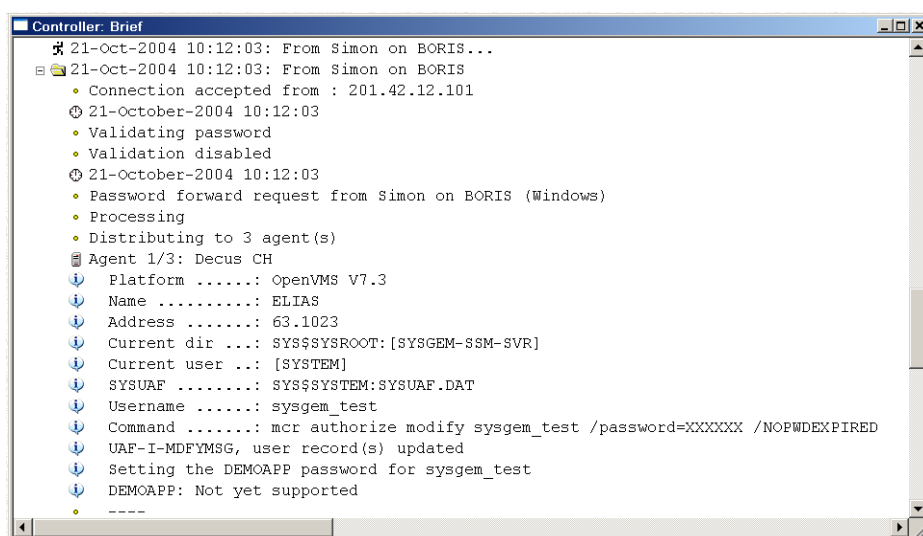 Controller: Brief
21-Oct-2004 10:12:03: From Simon on BORIS...
21-Oct-2004 10:12:03: From Simon on BORIS
Connection accepted from : 201.42.12.101
21-October-2004 10:12:03
Validating password
Validation disabled
21-October-2004 10:12:03
Password forward request from Simon on BORIS (Windows)
Processing
Distributing to 3 agent(s)
Agent 1/3: Decus CH
Platform ......: OpenVMS V7.3
Name ..........: ELIAS
Address .......: 63.1023
Current dir ...: SYS$SYSROOT:[SYSGEM-SSM-SVR]
Current user ..: [SYSTEM]
SYSUAF ........: SYS$SYSTEM:SYSUAF.DAT
Username ......: sysgem_test
Command .......: mcr authorize modify sysgem_test /password=XXXXXX /NOPWDEXPIRED
UAF-I-MDFYMSG, user record(s) updated
Setting the DEMOAPP password for sysgem_test
DEMOAPP: Not yet supported
----